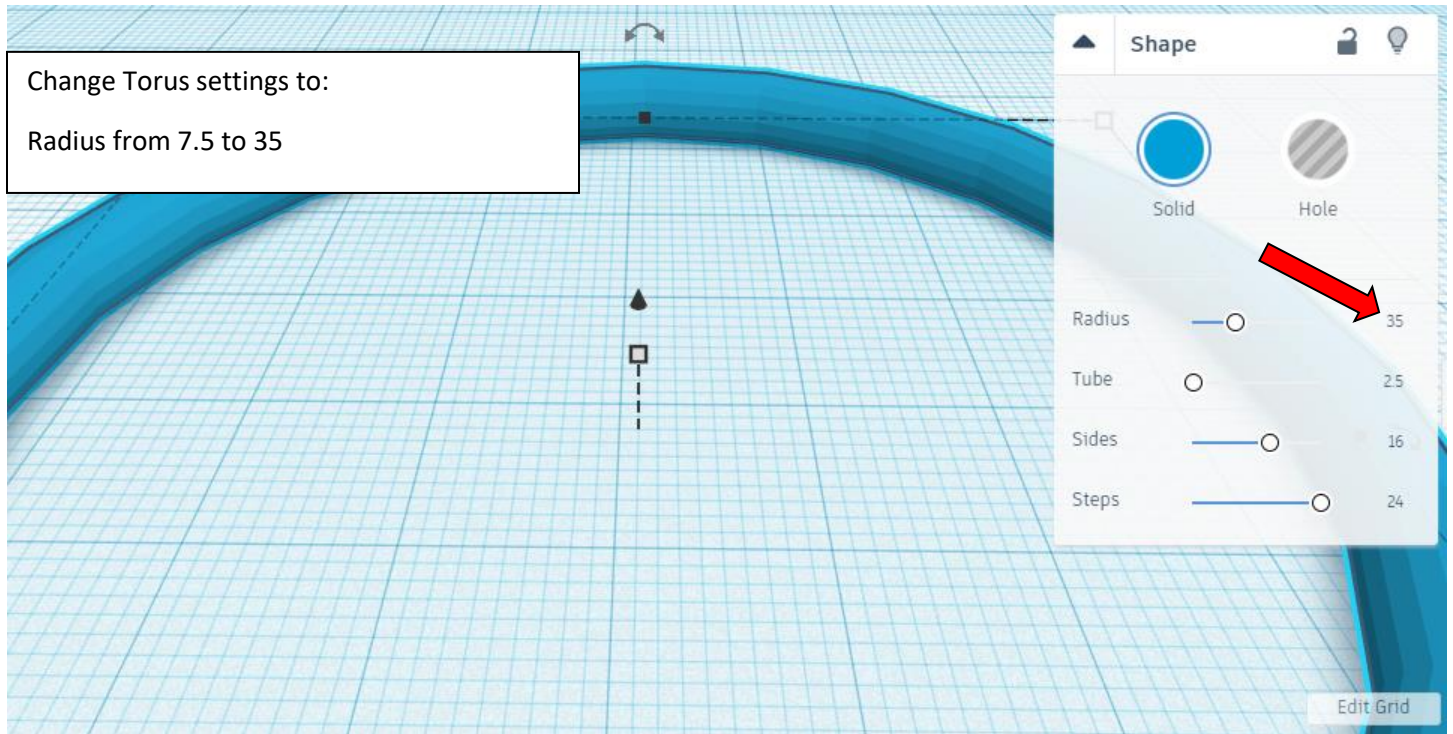 Change Torus settings to:
Radius from 7.5 to 35
Shape
Solid Hole
Radius 35
Tube 2.5
Sides 16
Steps 24
Edit Grid